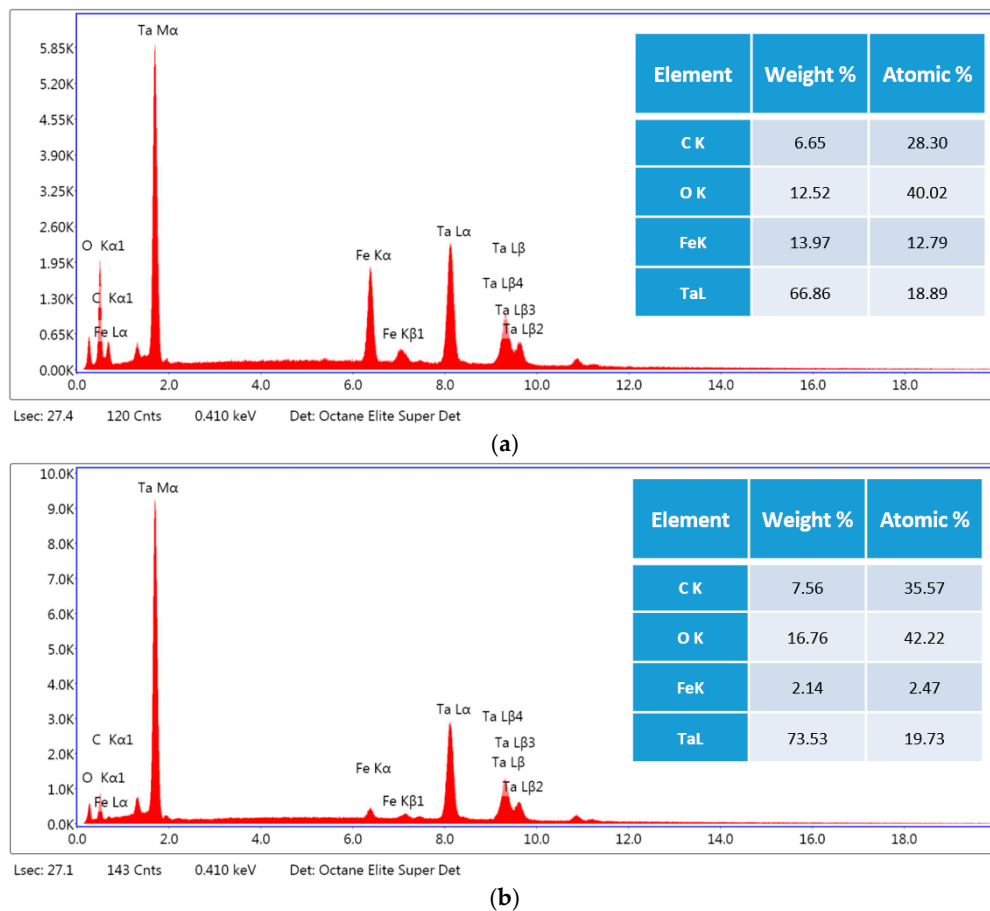 Ta Mα
5.85K
5.20K
4.55K
3.90K
3.25K
2.60K
1.95K
1.30K
0.65K
0.00K
O Kα1
C Kα1
Fe Lα
Fe Kα
Fe Kβ1
Ta Lα
Ta Lβ
Ta Lβ4
Ta Lβ3
Ta Lβ2
0.0 2.0 4.0 6.0 8.0 10.0 12.0 14.0 16.0 18.0
Element Weight % Atomic %
C K 6.65 28.30
O K 12.52 40.02
FeK 13.97 12.79
TaL 66.86 18.89
Lsec: 27.4 120 Cnts 0.410 keV Det: Octane Elite Super Det
(a)
10.0K
9.0K
8.0K
7.0K
6.0K
5.0K
4.0K
3.0K
2.0K
1.0K
0.0K
Ta Mα
C Kα1
O Kα1
Fe Lα
Fe Kα
Fe Kβ1
Ta Lα
Ta Lβ4
Ta Lβ3
Ta Lβ
Ta Lβ2
0.0 2.0 4.0 6.0 8.0 10.0 12.0 14.0 16.0 18.0
Element Weight % Atomic %
C K 7.56 35.57
O K 16.76 42.22
FeK 2.14 2.47
TaL 73.53 19.73
Lsec: 27.1 143 Cnts 0.410 keV Det: Octane Elite Super Det
(b)